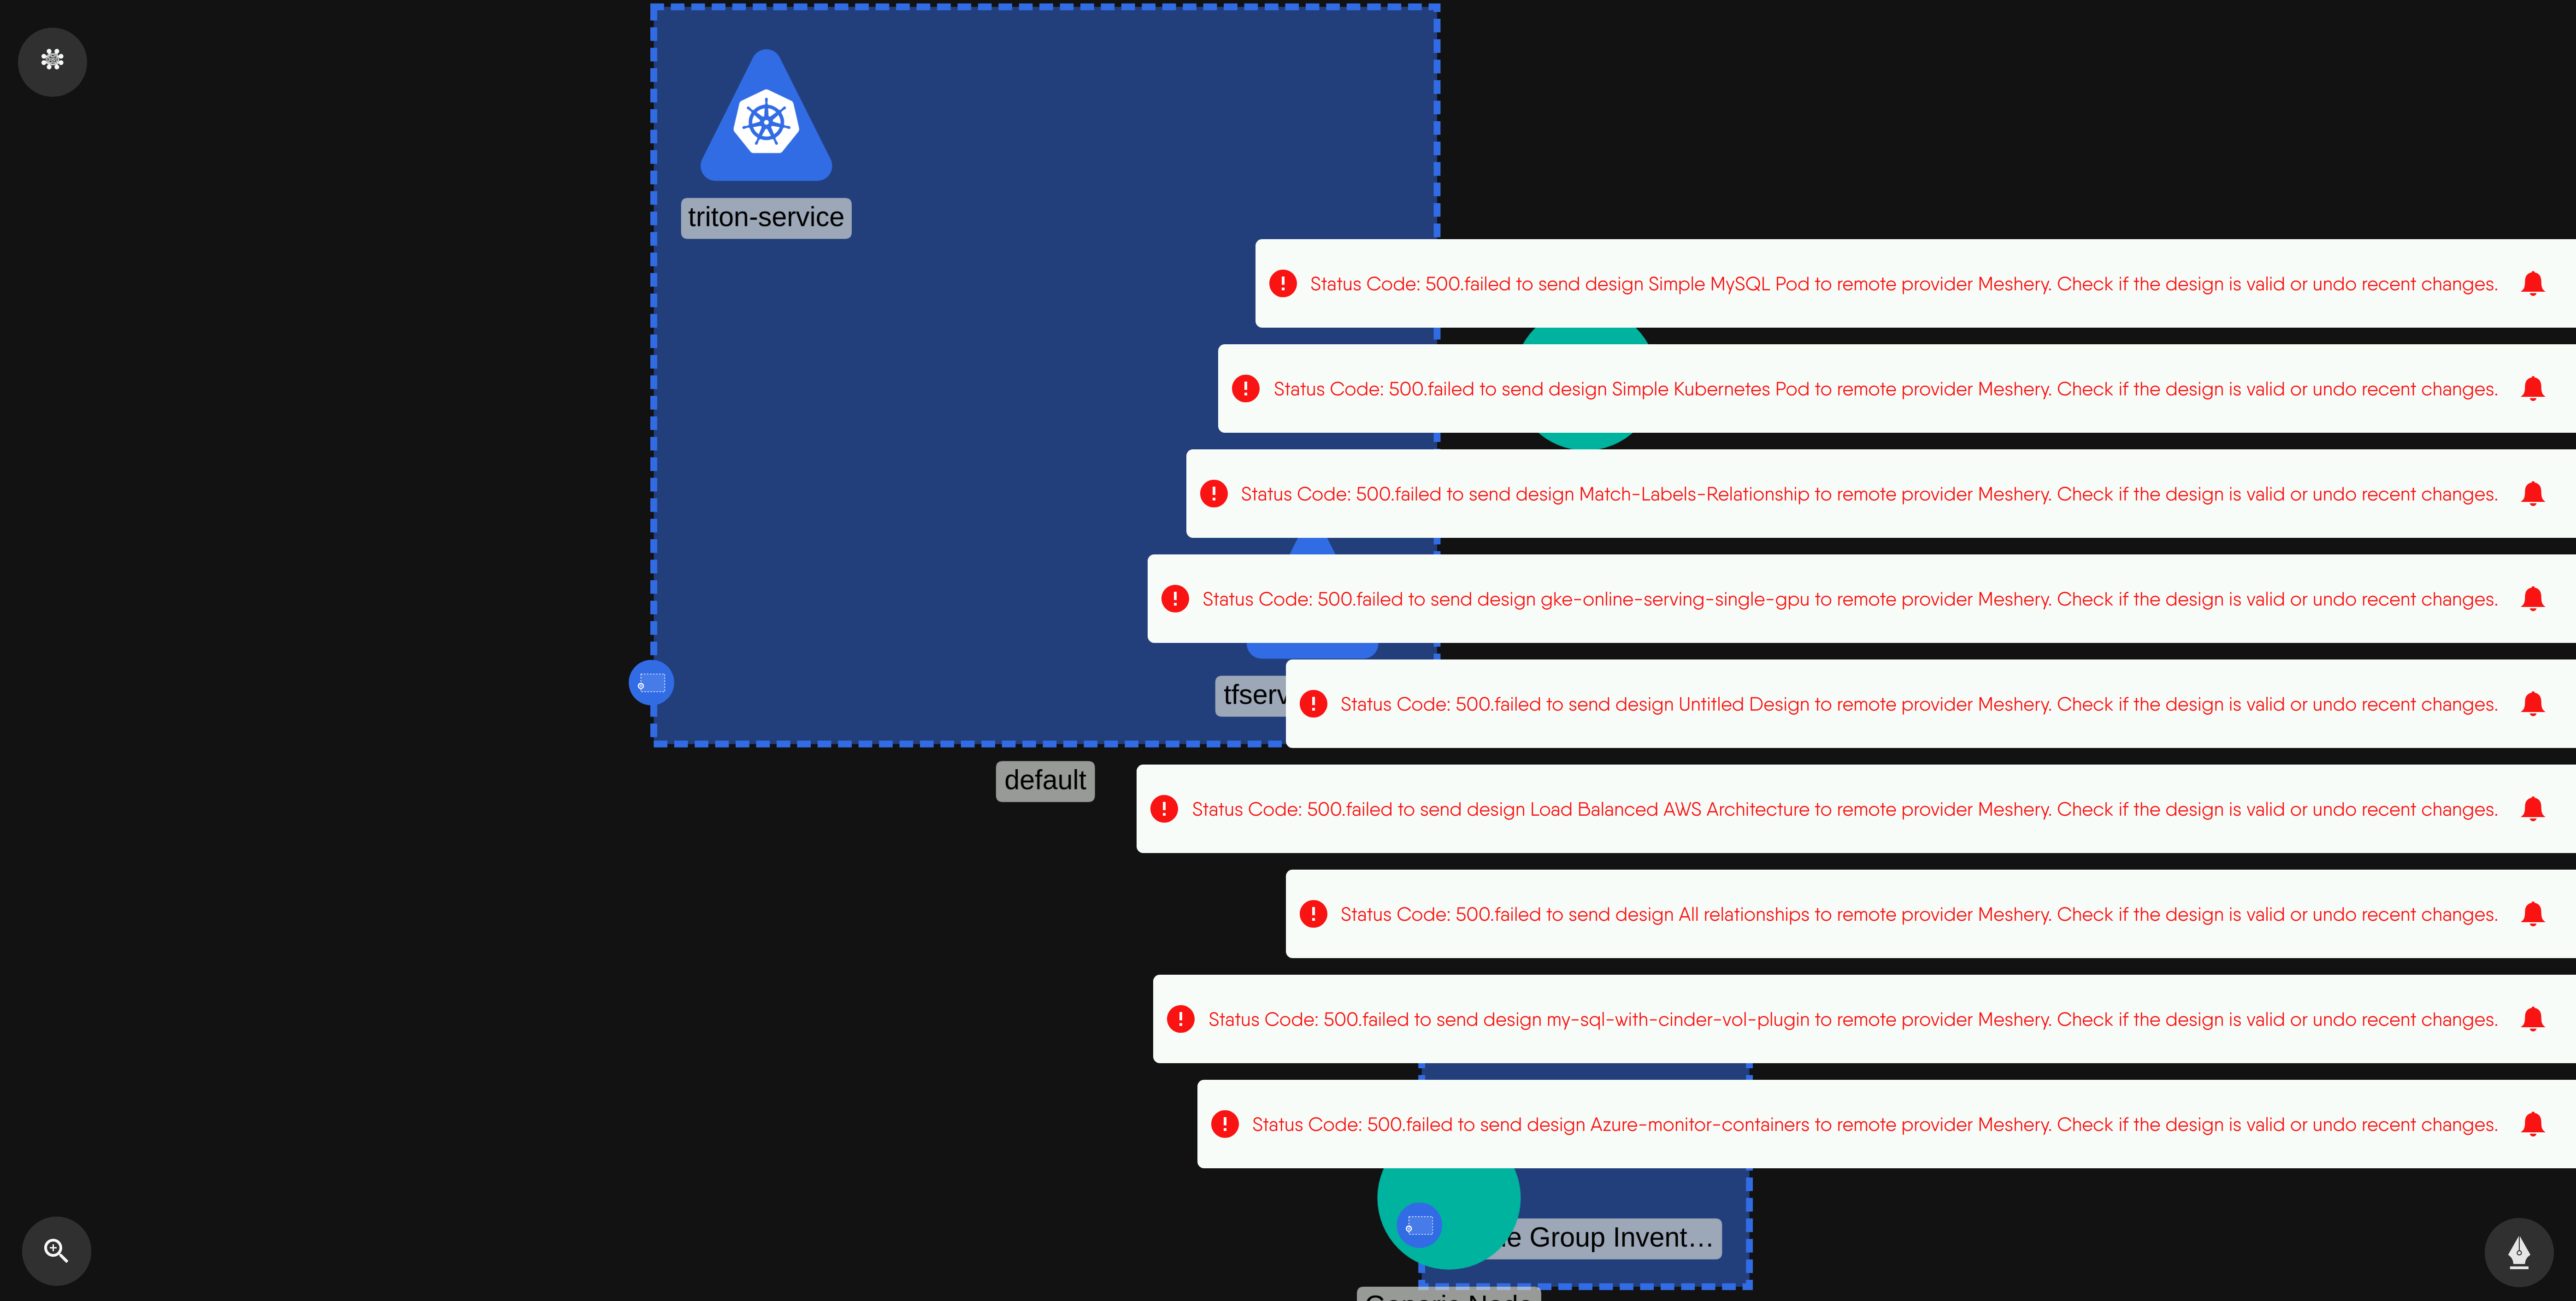 triton-service
Status Code: 500.failed to send design Simple MySQL Pod to remote provider Meshery. Check if the design is valid or undo recent changes.
Status Code: 500.failed to send design Simple Kubernetes Pod to remote provider Meshery. Check if the design is valid or undo recent changes.
Status Code: 500.failed to send design Match-Labels-Relationship to remote provider Meshery. Check if the design is valid or undo recent changes.
Status Code: 500.failed to send design gke-online-serving-single-gpu to remote provider Meshery. Check if the design is valid or undo recent changes.
tfserv
Status Code: 500.failed to send design Untitled Design to remote provider Meshery. Check if the design is valid or undo recent changes.
default
Status Code: 500.failed to send design Load Balanced AWS Architecture to remote provider Meshery. Check if the design is valid or undo recent changes.
Status Code: 500.failed to send design All relationships to remote provider Meshery. Check if the design is valid or undo recent changes.
Status Code: 500.failed to send design my-sql-with-cinder-vol-plugin to remote provider Meshery. Check if the design is valid or undo recent changes.
Status Code: 500.failed to send design Azure-monitor-containers to remote provider Meshery. Check if the design is valid or undo recent changes.
Group Invent…